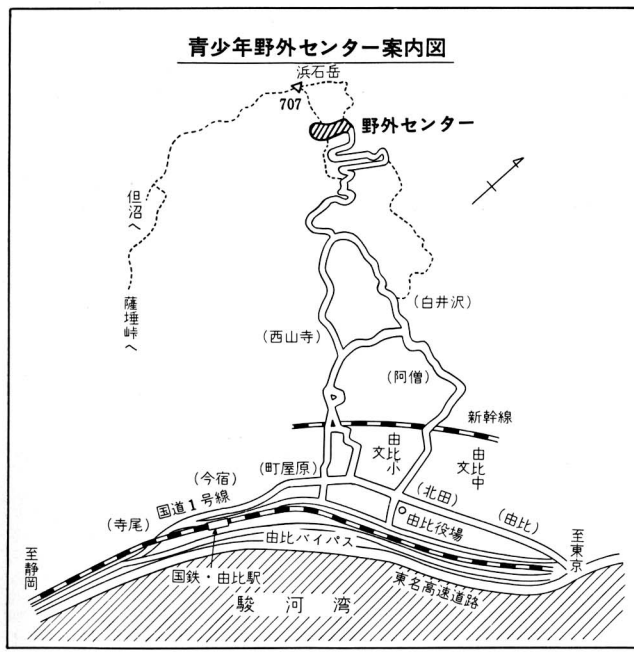 青少年野外センター案内図
浜石岳
707
野外センター
但沼へ
薩埵峠へ
(白井沢)
(西山寺)
(阿僧)
新幹線
由比小
文
由比中
文
(町屋原)
(今宿)
国道1号線
(北田)
(由比)
(寺尾)
由比役場
由比バイパス
至静岡
至東京
国鉄・由比駅
東名高速道路
駿河湾